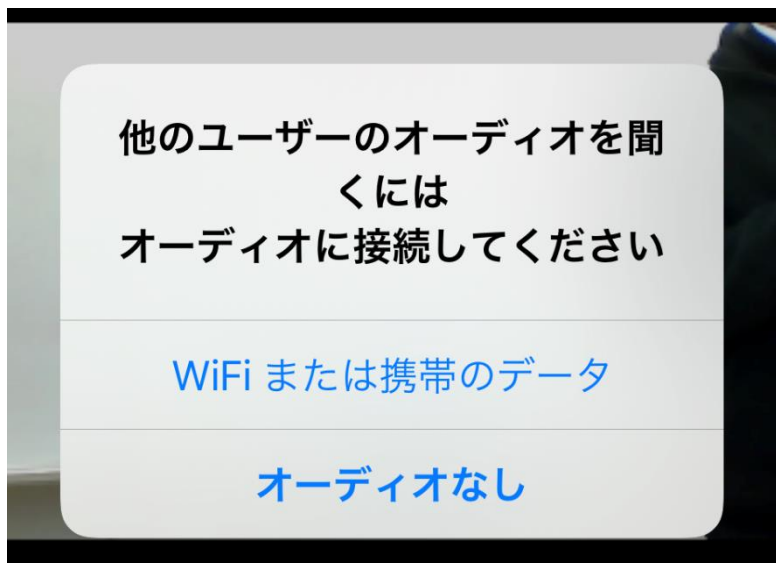 他のユーザーのオーディオを聞
くには
オーディオに接続してください
WiFi または携帯のデータ
オーディオなし